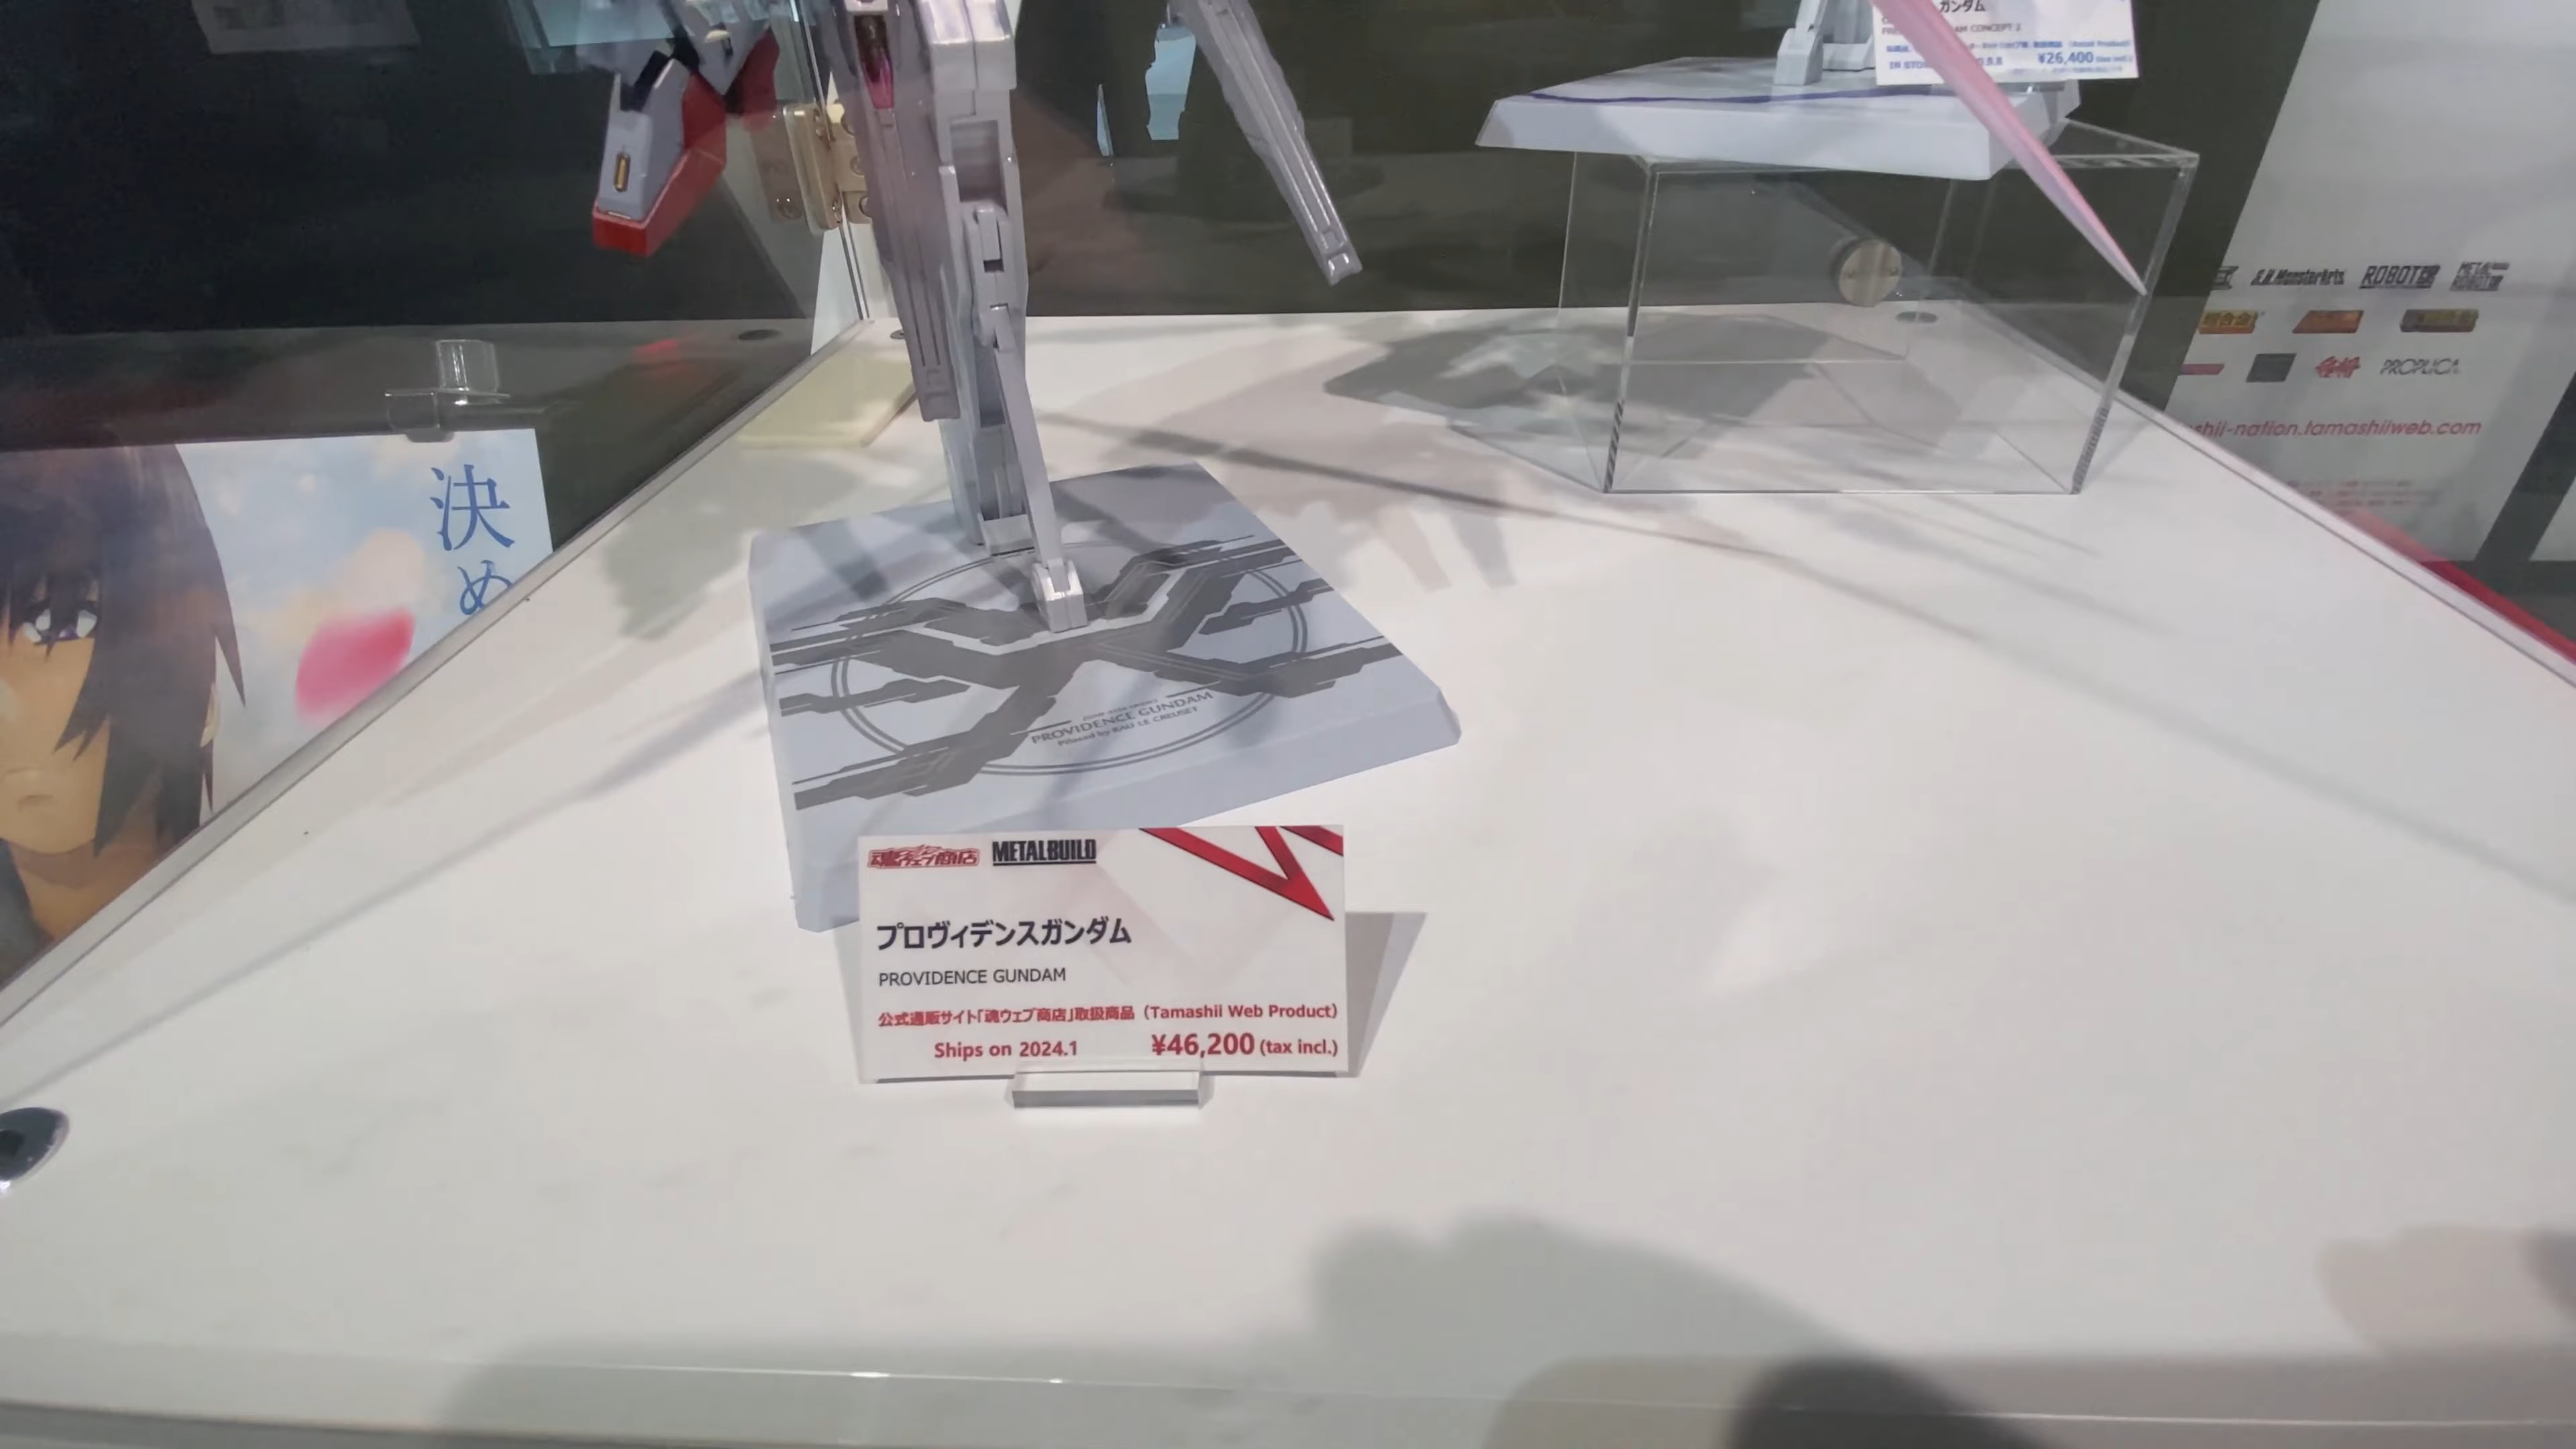 ガンダム
¥26,400 (tax incl.)
S.H.MonsterArts
ROBOT魂
PROPLICA
shii-nation.tamashiiweb.com
決め
PROVIDENCE GUNDAM
Piloted by RAU LE CREUSET
魂ウェブ商店 METALBUILD
プロヴィデンスガンダム
PROVIDENCE GUNDAM
公式通販サイト「魂ウェブ商店」取扱商品（Tamashii Web Product）
Ships on 2024.1 ¥46,200 (tax incl.)